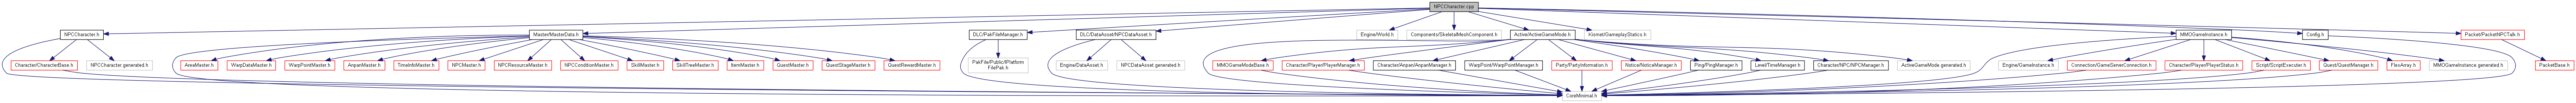 NPCCharacter.cpp
NPCCharacter.h
Master/MasterData.h
DLC/PakFileManager.h
DLC/DataAsset/NPCDataAsset.h
Engine/World.h
Components/SkeletalMeshComponent.h
Active/ActiveGameMode.h
Kismet/GameplayStatics.h
MMOGameInstance.h
Config.h
Packet/PacketNPCTalk.h
Character/CharacterBase.h
NPCCharacter.generated.h
AreaMaster.h
WarpDataMaster.h
WarpPointMaster.h
AnpanMaster.h
TimeInfoMaster.h
NPCMaster.h
NPCResourceMaster.h
NPCConditionMaster.h
SkillMaster.h
SkillTreeMaster.h
ItemMaster.h
QuestMaster.h
QuestStageMaster.h
QuestRewardMaster.h
PakFile/Public/IPlatform
FilePak.h
Engine/DataAsset.h
NPCDataAsset.generated.h
MMOGameModeBase.h
Character/Player/PlayerManager.h
Character/Anpan/AnpanManager.h
WarpPoint/WarpPointManager.h
Party/PartyInformation.h
Notice/NoticeManager.h
Ping/PingManager.h
Level/TimeManager.h
Character/NPC/NPCManager.h
ActiveGameMode.generated.h
Engine/GameInstance.h
Connection/GameServerConnection.h
Character/Player/PlayerStatus.h
Script/ScriptExecuter.h
Quest/QuestManager.h
FlexArray.h
MMOGameInstance.generated.h
PacketBase.h
CoreMinimal.h